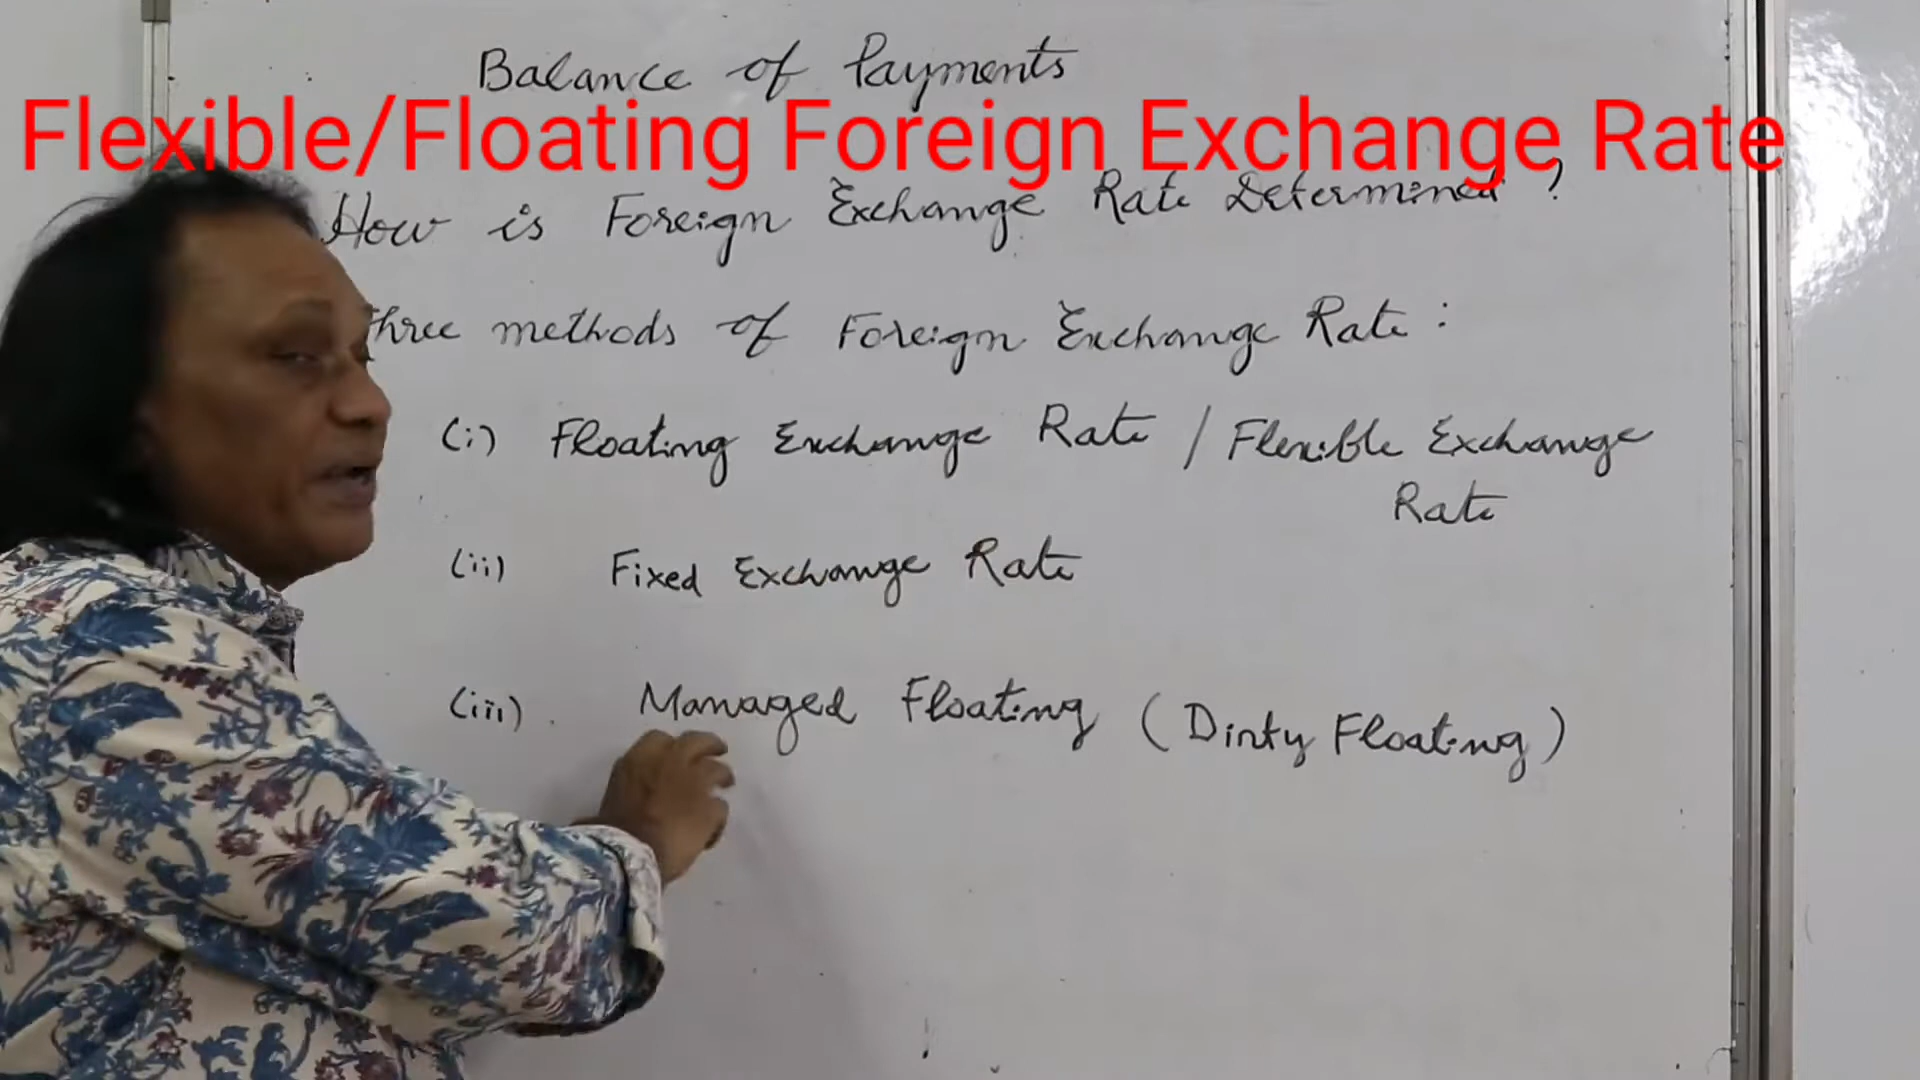 Balance of Payments
Flexible/Floating Foreign Exchange Rate
How is Foreign Exchange Rate Determined ?
Three methods of Foreign Exchange Rate :
(i) Floating Exchange Rate / Flexible Exchange
Rate
(ii) Fixed Exchange Rate
(iii). Managed Floating (Dirty Floating)